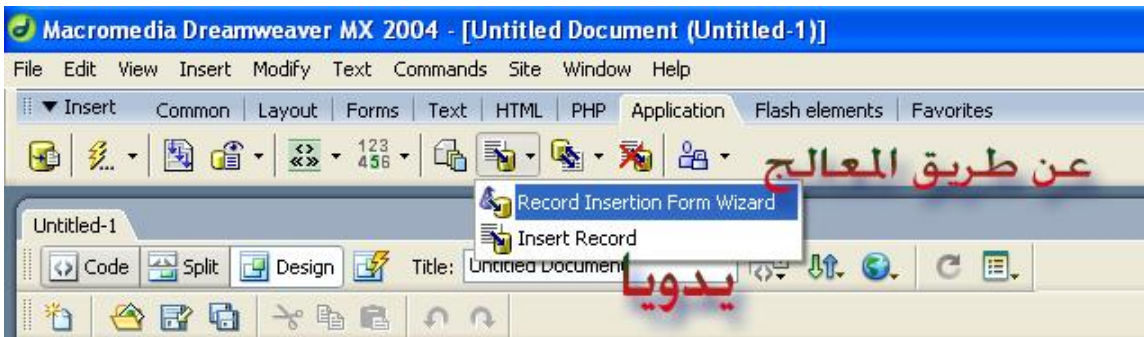 Macromedia Dreamweaver MX 2004 - [Untitled Document (Untitled-1)]
File Edit View Insert Modify Text Commands Site Window Help
Insert Common Layout Forms Text HTML PHP Application Flash elements Favorites
123
456
عن طريق المعالج
Record Insertion Form Wizard
Untitled-1
Insert Record
Code Split Design Title: Untitled Document
يدويا